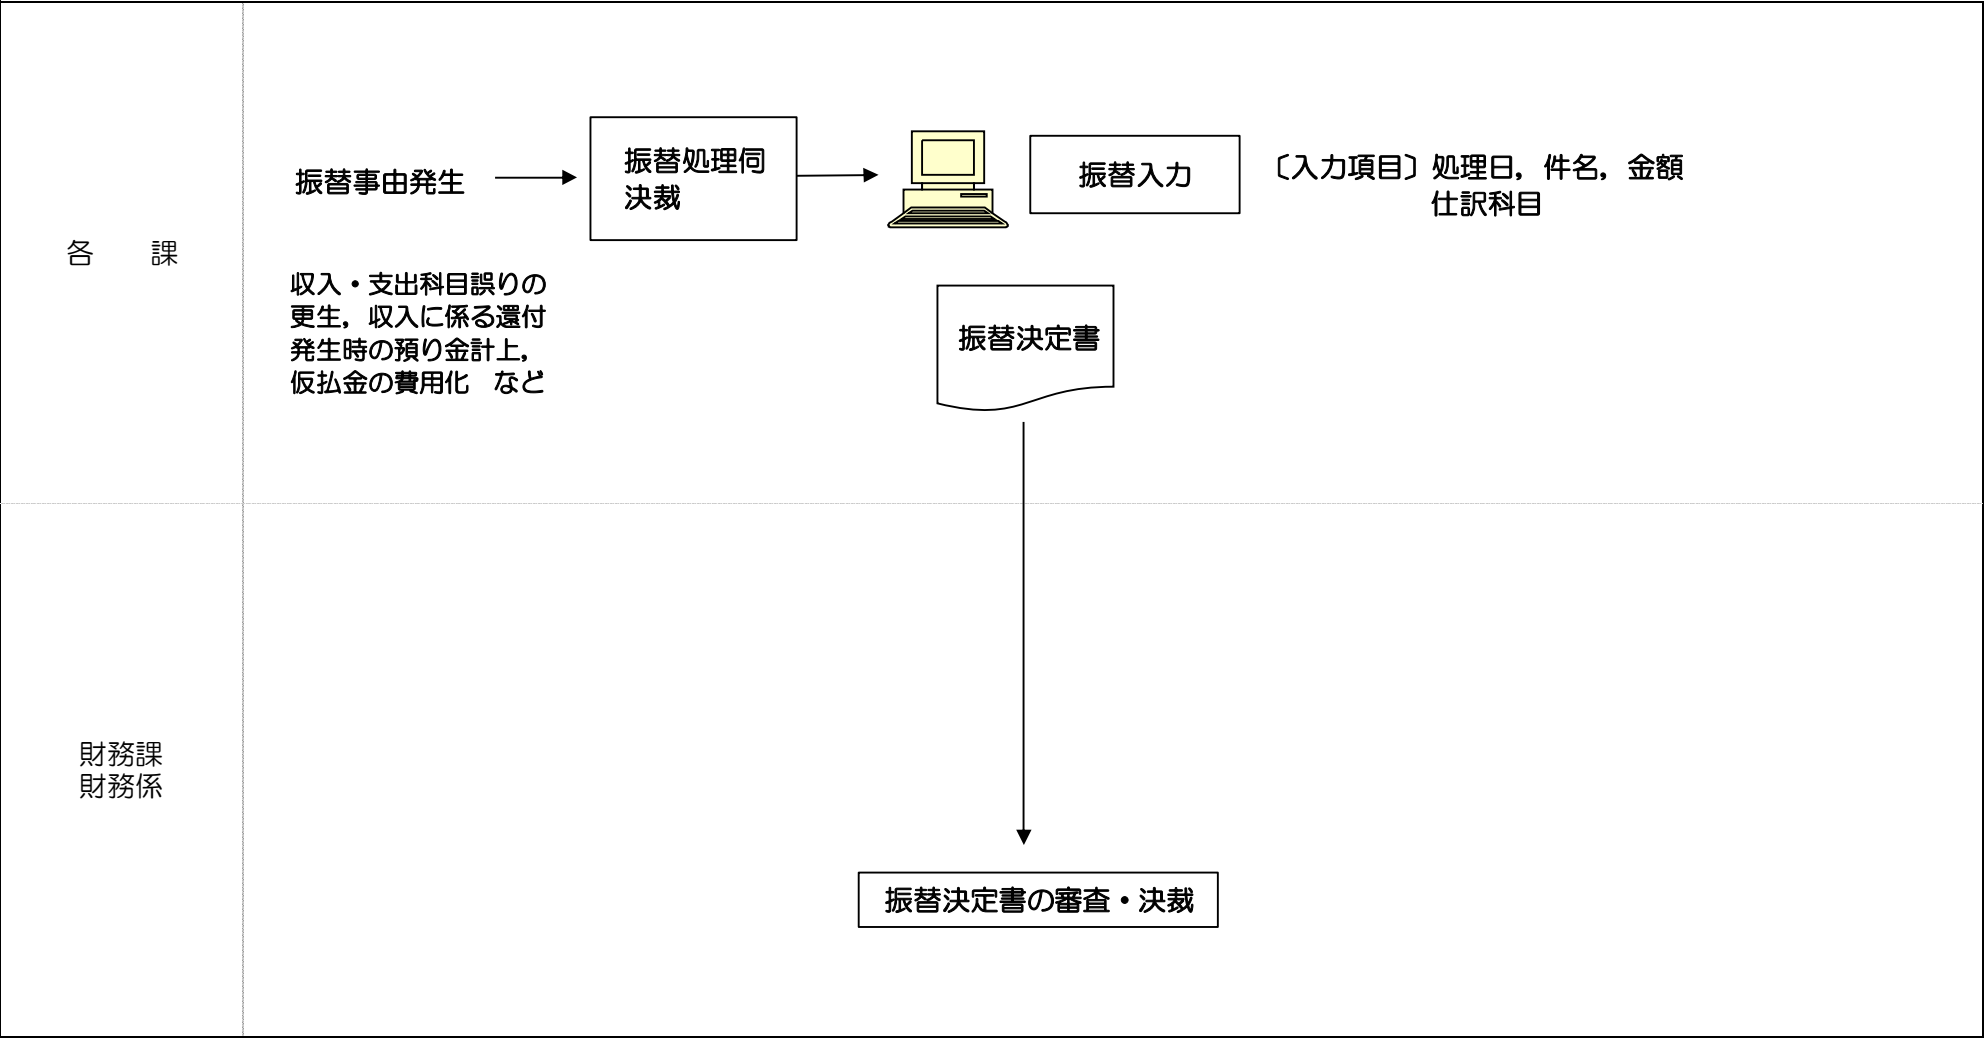 各　　課
振替事由発生
収入・支出科目誤りの
更生，収入に係る還付
発生時の預り金計上，
仮払金の費用化　など
振替処理伺
決裁
振替入力
〔入力項目〕処理日，件名，金額
仕訳科目
振替決定書
財務課
財務係
振替決定書の審査・決裁